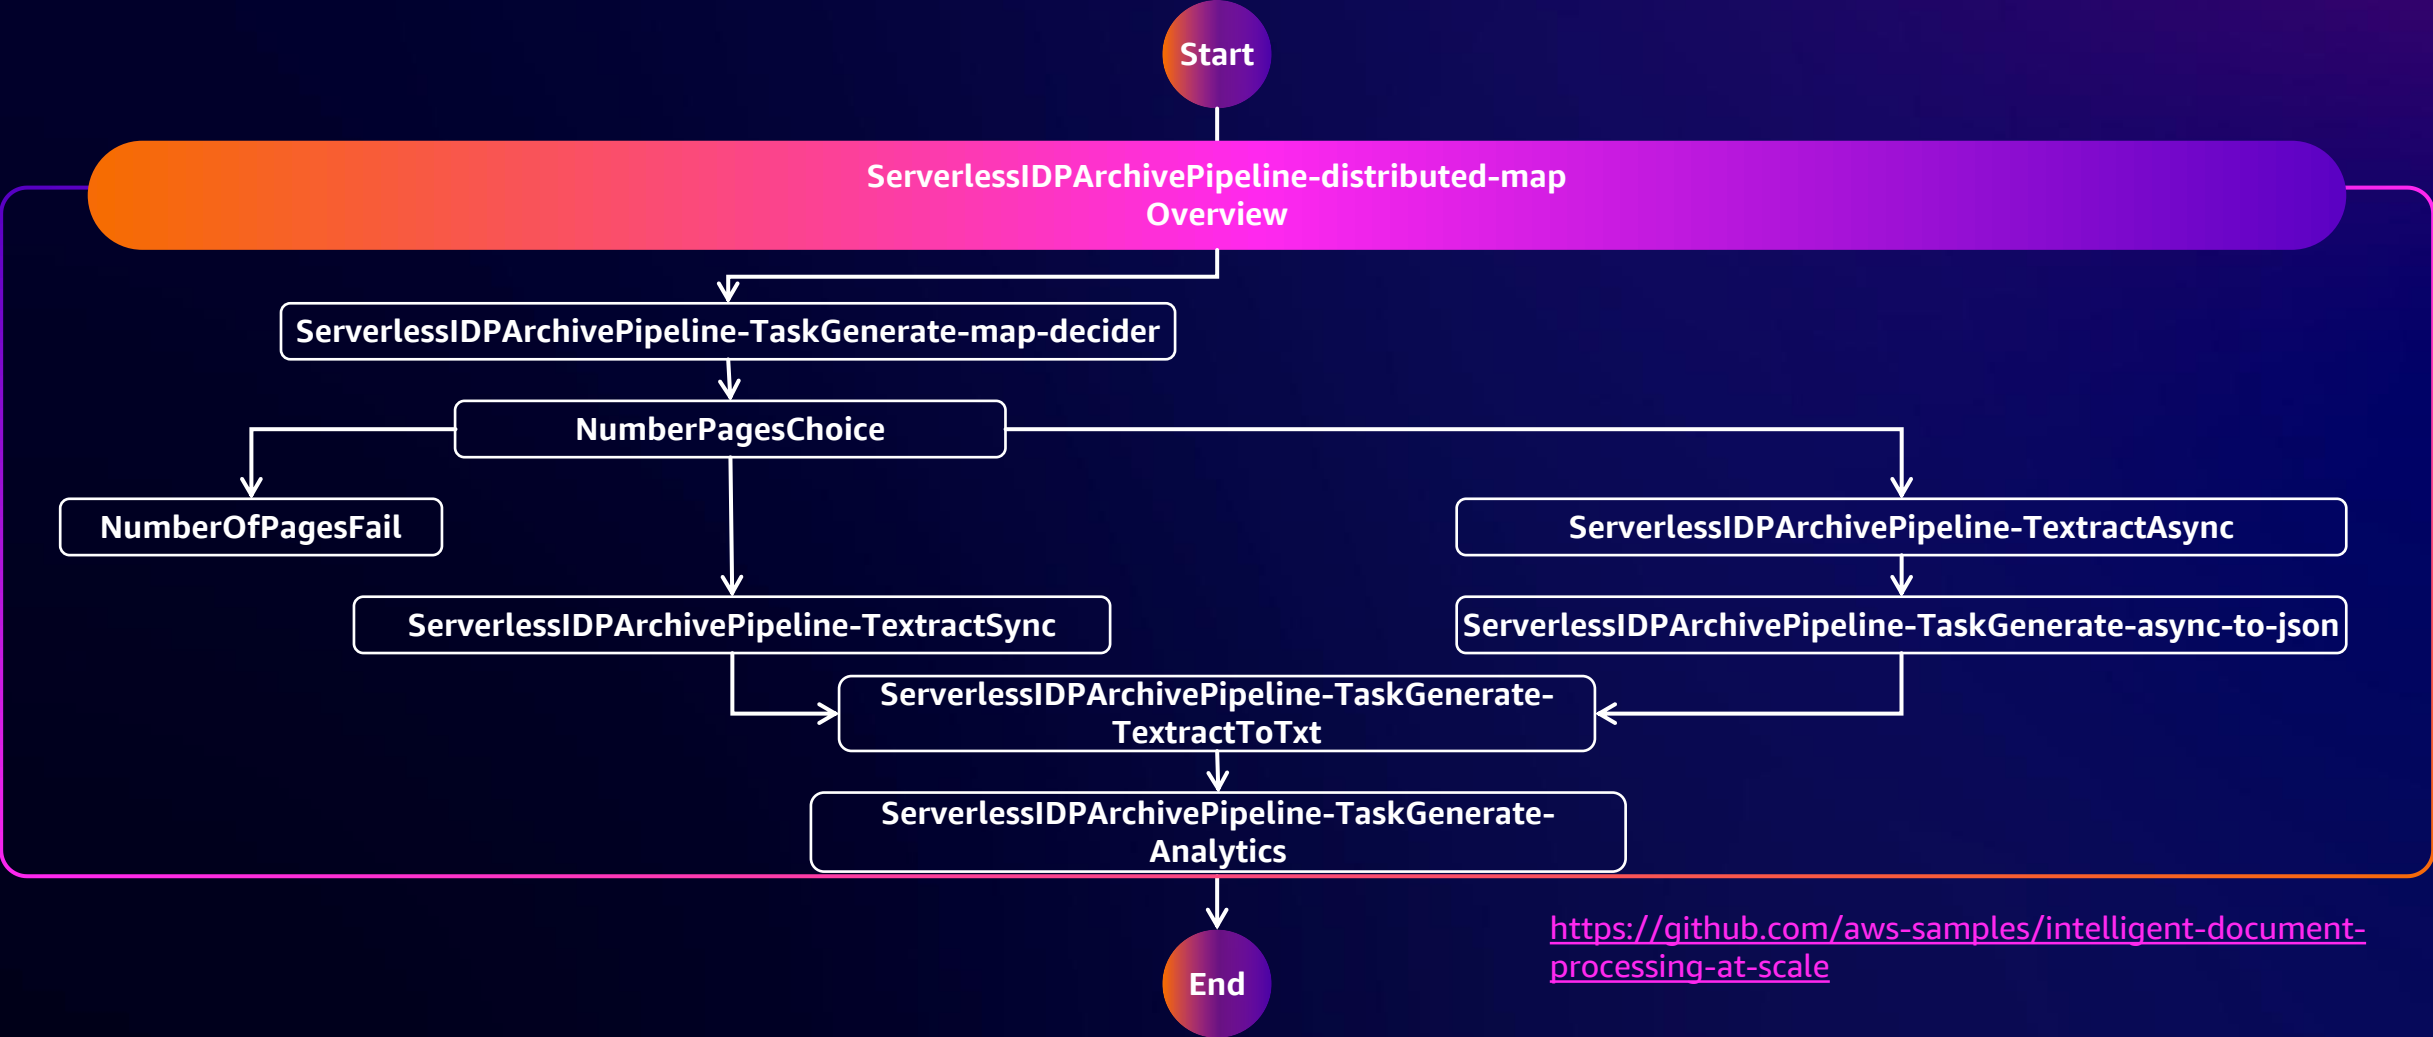 Start
ServerlessIDPArchivePipeline-distributed-map
Overview
ServerlessIDPArchivePipeline-TaskGenerate-map-decider
NumberPagesChoice
NumberOfPagesFail
ServerlessIDPArchivePipeline-TextractAsync
ServerlessIDPArchivePipeline-TextractSync
ServerlessIDPArchivePipeline-TaskGenerate-async-to-json
ServerlessIDPArchivePipeline-TaskGenerate-
TextractToTxt
ServerlessIDPArchivePipeline-TaskGenerate-
Analytics
https://github.com/aws-samples/intelligent-document-
processing-at-scale
End